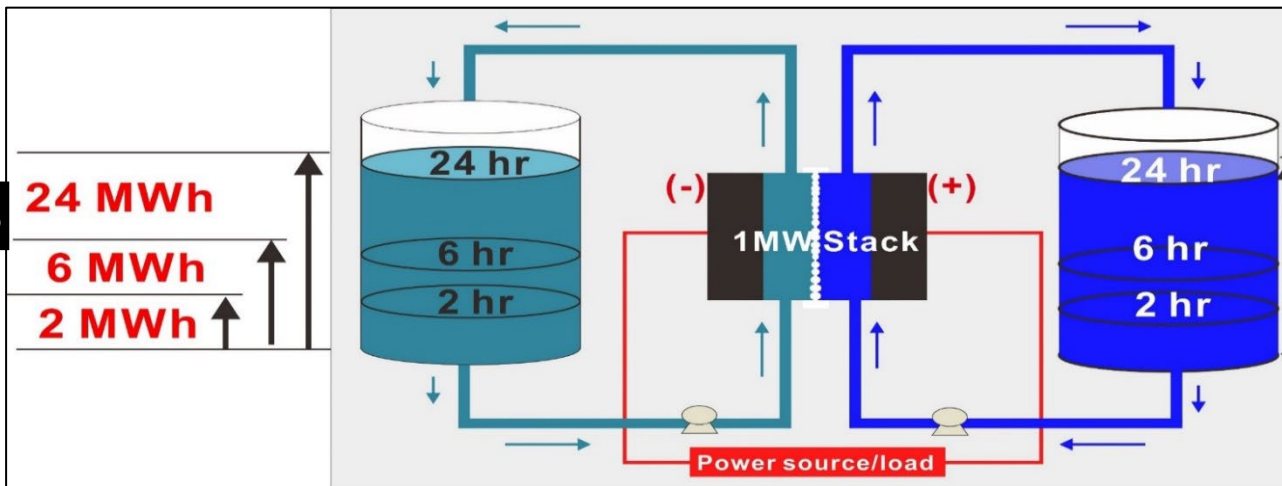 24 MWh
6 MWh
2 MWh
24 hr
6 hr
2 hr
(-)
1MW Stack
(+)
24 hr
6 hr
2 hr
Power source/load